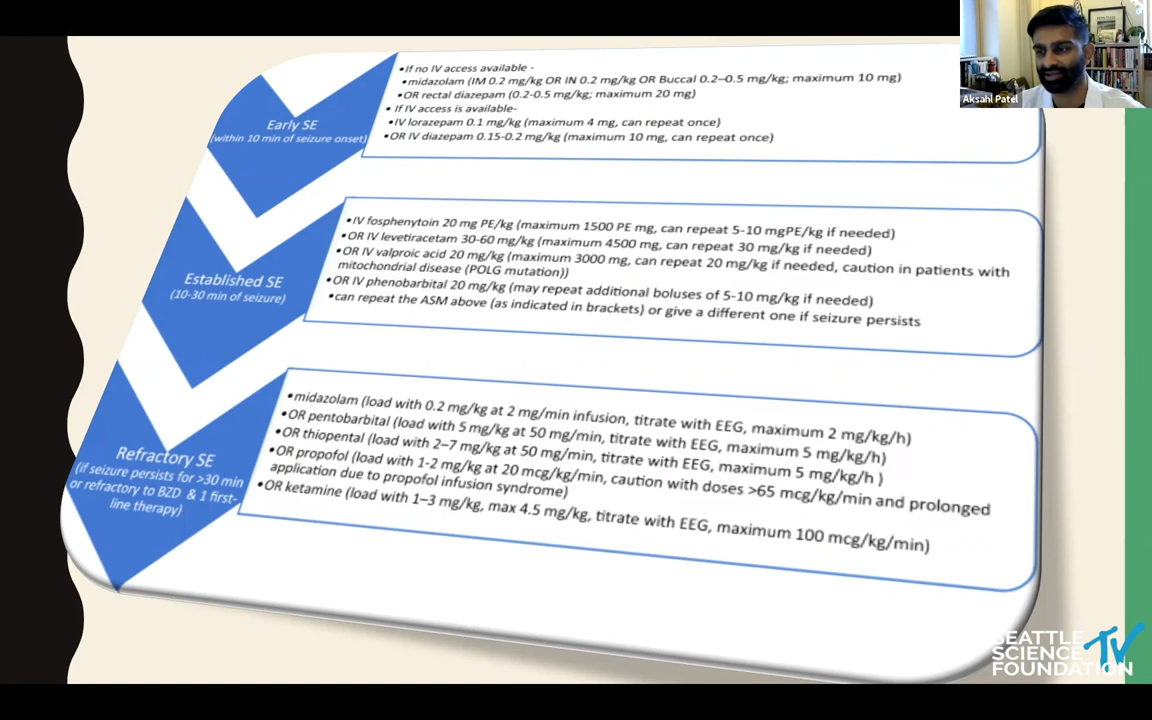 Aksahl Patel
Early SE
(within 10 min of seizure onset)
•If no IV access available -
•midazolam (IM 0.2 mg/kg OR IN 0.2 mg/kg OR Buccal 0.2–0.5 mg/kg; maximum 10 mg)
•OR rectal diazepam (0.2-0.5 mg/kg; maximum 20 mg)
• If IV access is available-
•IV lorazepam 0.1 mg/kg (maximum 4 mg, can repeat once)
•OR IV diazepam 0.15-0.2 mg/kg (maximum 10 mg, can repeat once)
Established SE
(10-30 min of seizure)
•IV fosphenytoin 20 mg PE/kg (maximum 1500 PE mg, can repeat 5-10 mgPE/kg if needed)
•OR IV levetiracetam 30-60 mg/kg (maximum 4500 mg, can repeat 30 mg/kg if needed)
•OR IV valproic acid 20 mg/kg (maximum 3000 mg, can repeat 20 mg/kg if needed, caution in patients with
mitochondrial disease (POLG mutation))
•OR IV phenobarbital 20 mg/kg (may repeat additional boluses of 5-10 mg/kg if needed)
•can repeat the ASM above (as indicated in brackets) or give a different one if seizure persists
Refractory SE
(if seizure persists for >30 min
or refractory to BZD & 1 first-
line therapy)
•midazolam (load with 0.2 mg/kg at 2 mg/min infusion, titrate with EEG, maximum 2 mg/kg/h)
•OR pentobarbital (load with 5 mg/kg at 50 mg/min, titrate with EEG, maximum 5 mg/kg/h)
•OR thiopental (load with 2–7 mg/kg at 50 mg/min, titrate with EEG, maximum 5 mg/kg/h )
•OR propofol (load with 1-2 mg/kg at 20 mcg/kg/min, caution with doses >65 mcg/kg/min and prolonged
application due to propofol infusion syndrome)
•OR ketamine (load with 1–3 mg/kg, max 4.5 mg/kg, titrate with EEG, maximum 100 mcg/kg/min)
SEATTLE
SCIENCE
FOUNDATION
TV